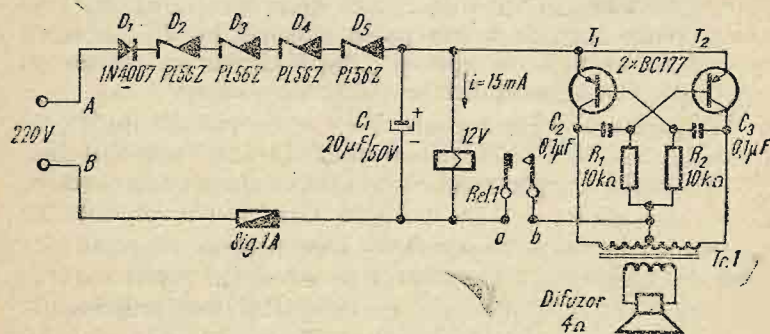 D1 D2 D3 D4 D5
1N4007 PL56Z PL56Z PL56Z PL56Z
T1 T2
2×BC177
A
220V
B
C1
20μF/50V
+
-
i=15mA
12V
Rel.1
a b
C2
0,1μF
R1
10kΩ
R2
10kΩ
C3
0,1μF
Sig.1A
Tr.1
Difuzor
4Ω